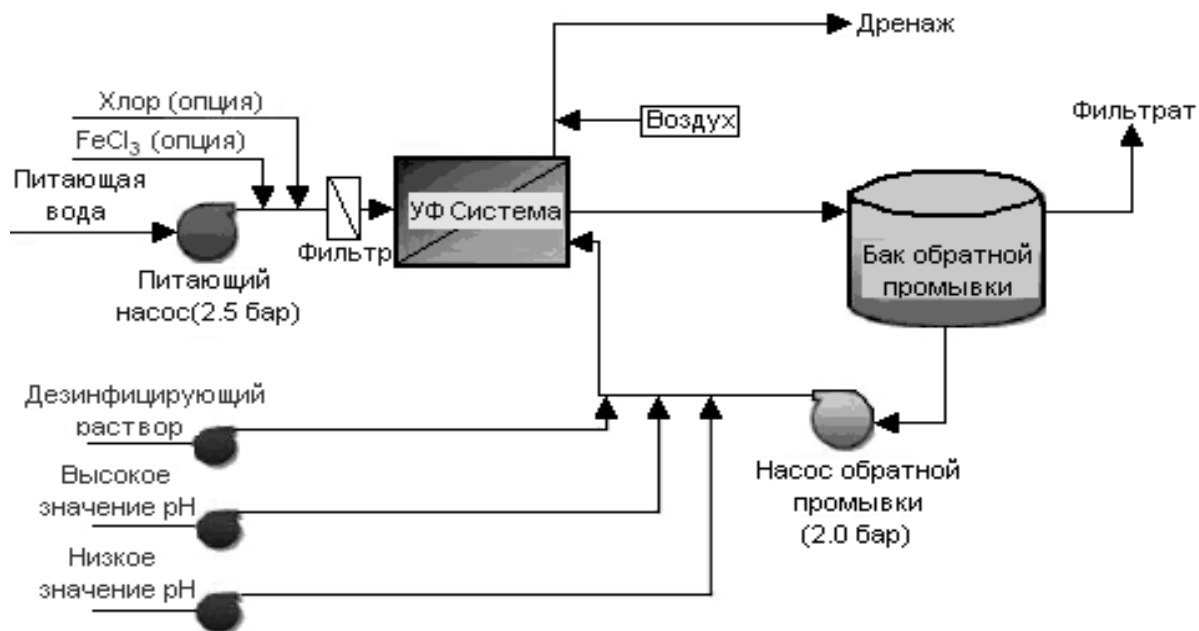 Дренаж
Хлор (опция)
Воздух
Фильтрат
FeCl3 (опция)
Питающая
вода
УФ Система
Фильтр
Бак обратной
промывки
Питающий
насос(2.5 бар)
Дезинфицирующий
раствор
Высокое
значение pH
Насос обратной
промывки
(2.0 бар)
Низкое
значение pH